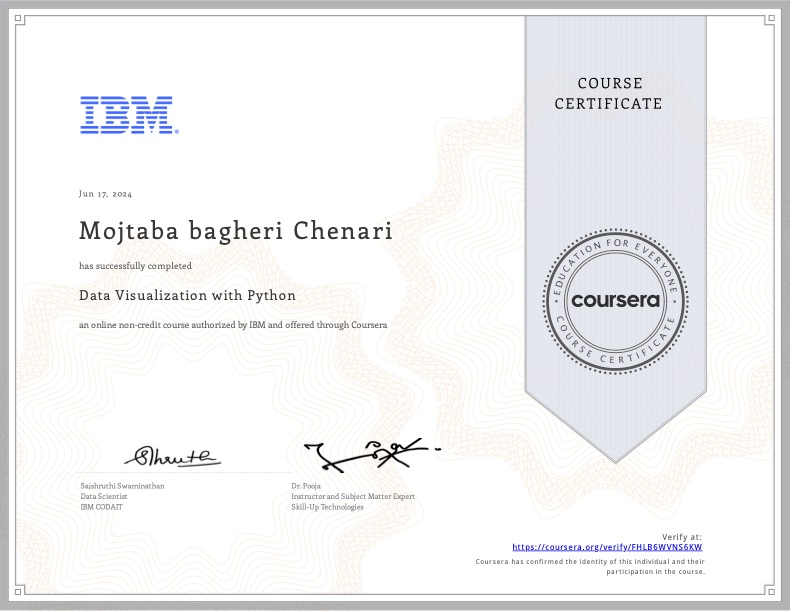 COURSE
CERTIFICATE
IBM®
Jun 17, 2024
Mojtaba bagheri Chenari
has successfully completed
Data Visualization with Python
an online non-credit course authorized by IBM and offered through Coursera
EDUCATION FOR EVERYONE
coursera
COURSE CERTIFICATE
Saishruthi Swaminathan
Data Scientist
IBM CODAIT
Dr. Pooja
Instructor and Subject Matter Expert
Skill-Up Technologies
Verify at:
https://coursera.org/verify/FHLB6WVNS6KW
Coursera has confirmed the identity of this individual and their
participation in the course.